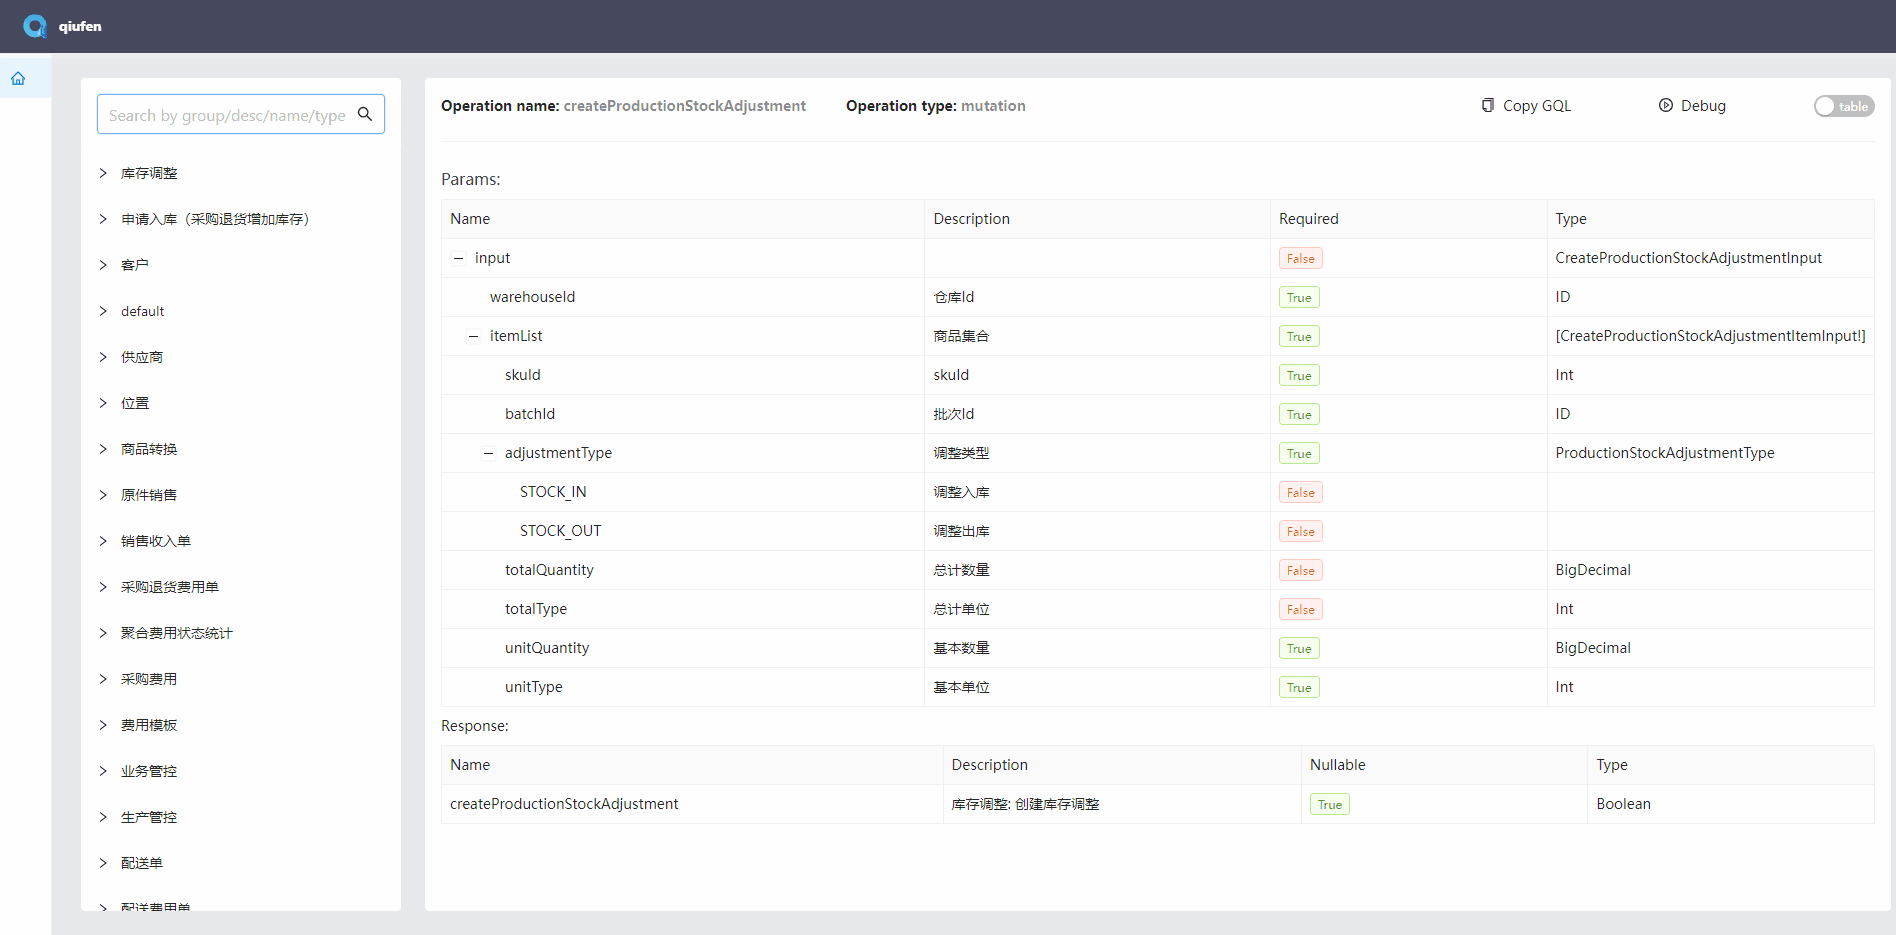 qiufen
Search by group/desc/name/type
库存调整
申请入库（采购退货增加库存）
客户
default
供应商
位置
商品转换
原件销售
销售收入单
采购退货费用单
聚合费用状态统计
采购费用
费用模板
业务管控
生产管控
配送单
配送费用单
Operation name: createProductionStockAdjustment Operation type: mutation Copy GQL Debug table
Params:
Name Description Required Type
input False CreateProductionStockAdjustmentInput
warehouseId 仓库Id True ID
itemList 商品集合 True [CreateProductionStockAdjustmentItemInput!]
skuId skuId True Int
batchId 批次Id True ID
adjustmentType 调整类型 True ProductionStockAdjustmentType
STOCK_IN 调整入库 False
STOCK_OUT 调整出库 False
totalQuantity 总计数量 False BigDecimal
totalType 总计单位 False Int
unitQuantity 基本数量 True BigDecimal
unitType 基本单位 True Int
Response:
Name Description Nullable Type
createProductionStockAdjustment 库存调整: 创建库存调整 True Boolean